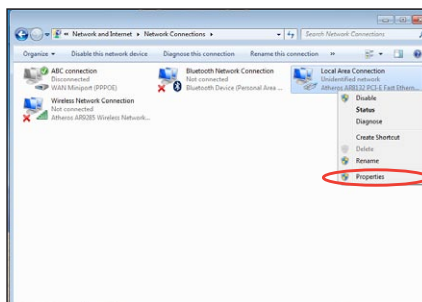 Network and Internet
Network Connections
Search Network Connections
Organize
Disable this network device
Diagnose this connection
Rename this connection
»
ABC connection
Disconnected
WAN Miniport (PPPOE)
Bluetooth Network Connection
Not connected
Bluetooth Device (Personal Area ...
Local Area Connection
Unidentified network
Atheros AR8132 PCI-E Fast Ethern...
Wireless Network Connection
Not connected
Atheros AR9285 Wireless Network...
Disable
Status
Diagnose
Create Shortcut
Delete
Rename
Properties